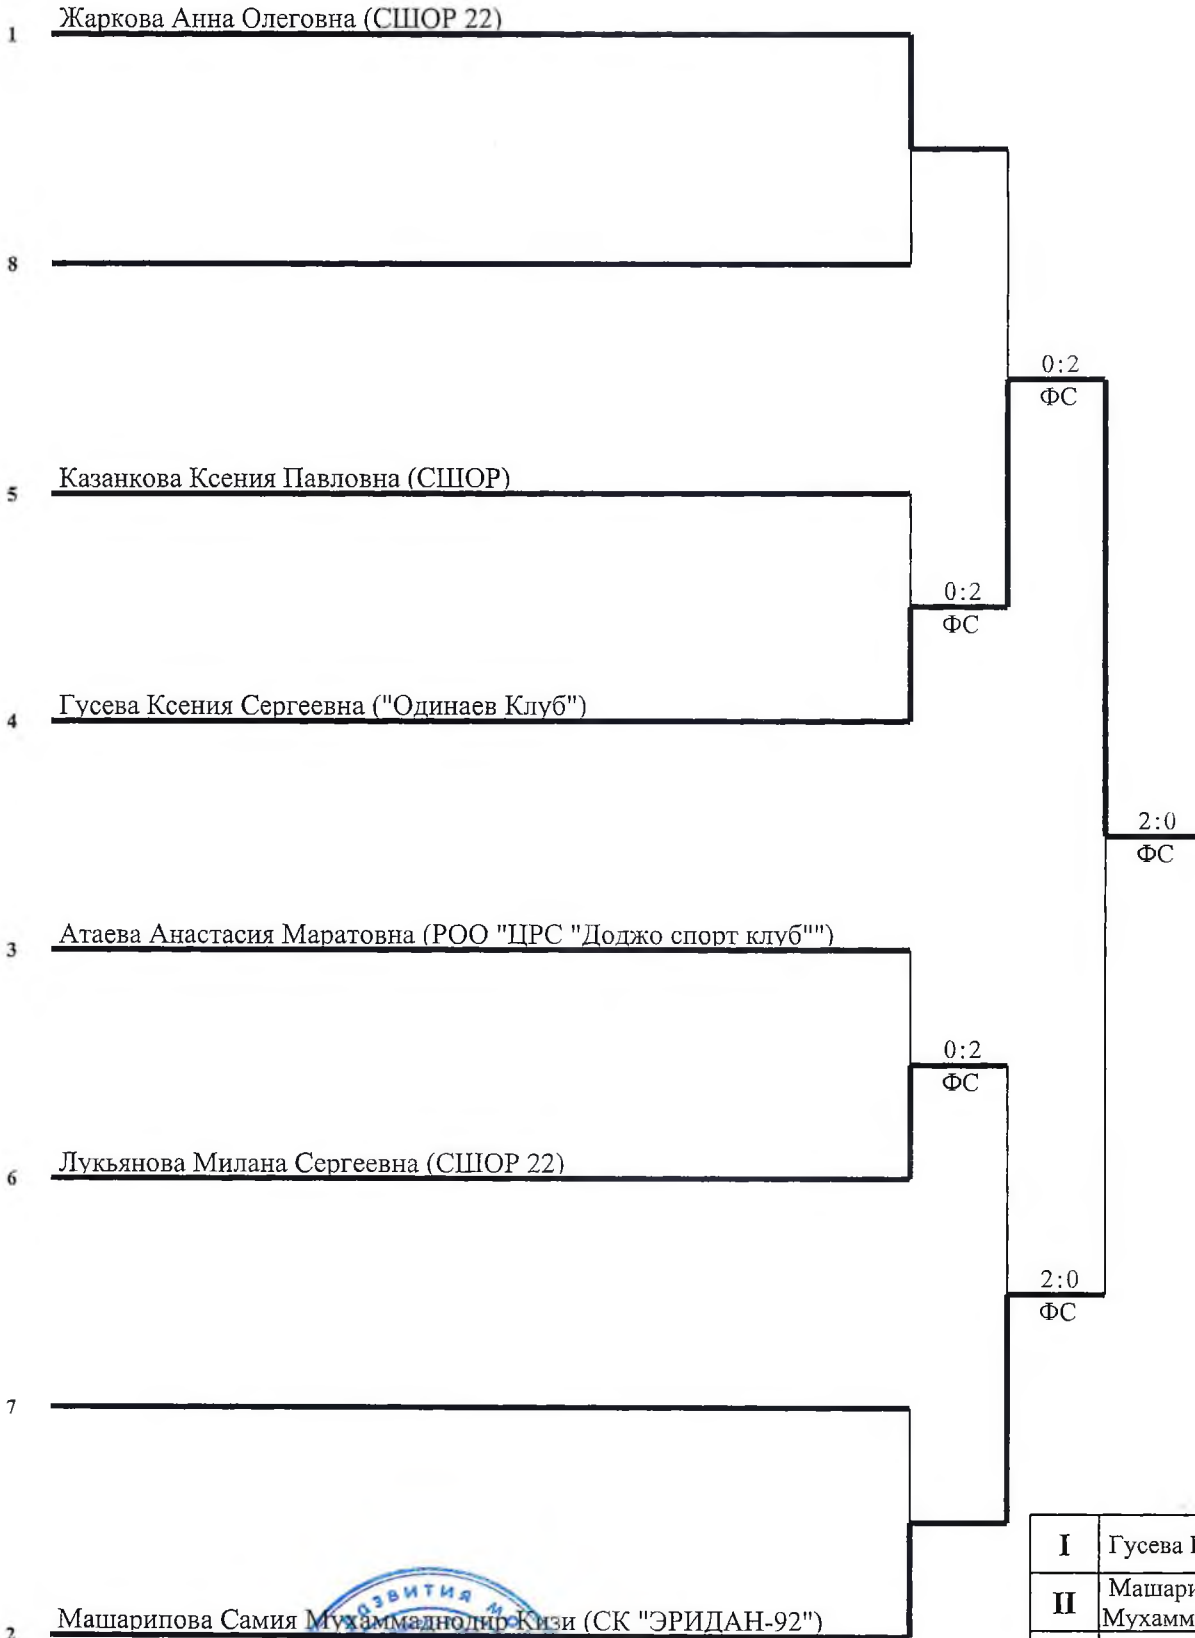 Жаркова Анна Олеговна (СШОР 22)
1
8
0:2
ФС
Казанкова Ксения Павловна (СШОР)
5
0:2
ФС
Гусева Ксения Сергеевна ("Одинаев Клуб")
4
2:0
ФС
Атаева Анастасия Маратовна (РОО "ЦРС "Доджо спорт клуб"")
3
0:2
ФС
Лукьянова Милана Сергеевна (СШОР 22)
6
2:0
ФС
7
I Гусева
II Машари
Мухамм
Машарипова Самия Мухаммаднодир Кизи (СК "ЭРИДАН-92")
2